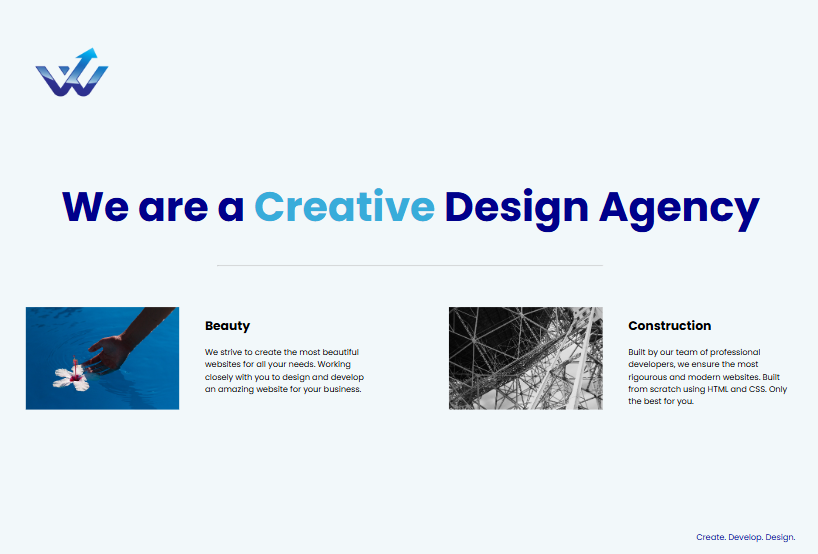 We are a Creative Design Agency
Beauty
We strive to create the most beautiful
websites for all your needs. Working
closely with you to design and develop
an amazing website for your business.
Construction
Built by our team of professional
developers, we ensure the most
rigourous and modern websites. Built
from scratch using HTML and CSS. Only
the best for you.
Create. Develop. Design.